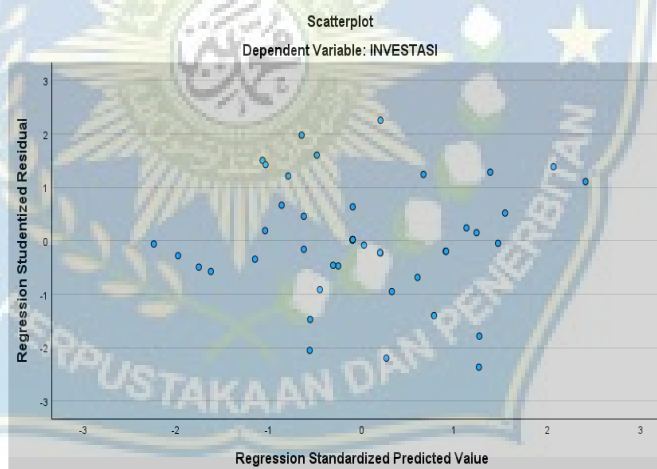 Scatterplot
Dependent Variable: INVESTASI
Regression Studentized Residual
3
2
1
0
-1
-2
-3
-3
-2
-1
0
1
2
3
Regression Standardized Predicted Value
ERPUSTAKAAN DAN PENERBITAN